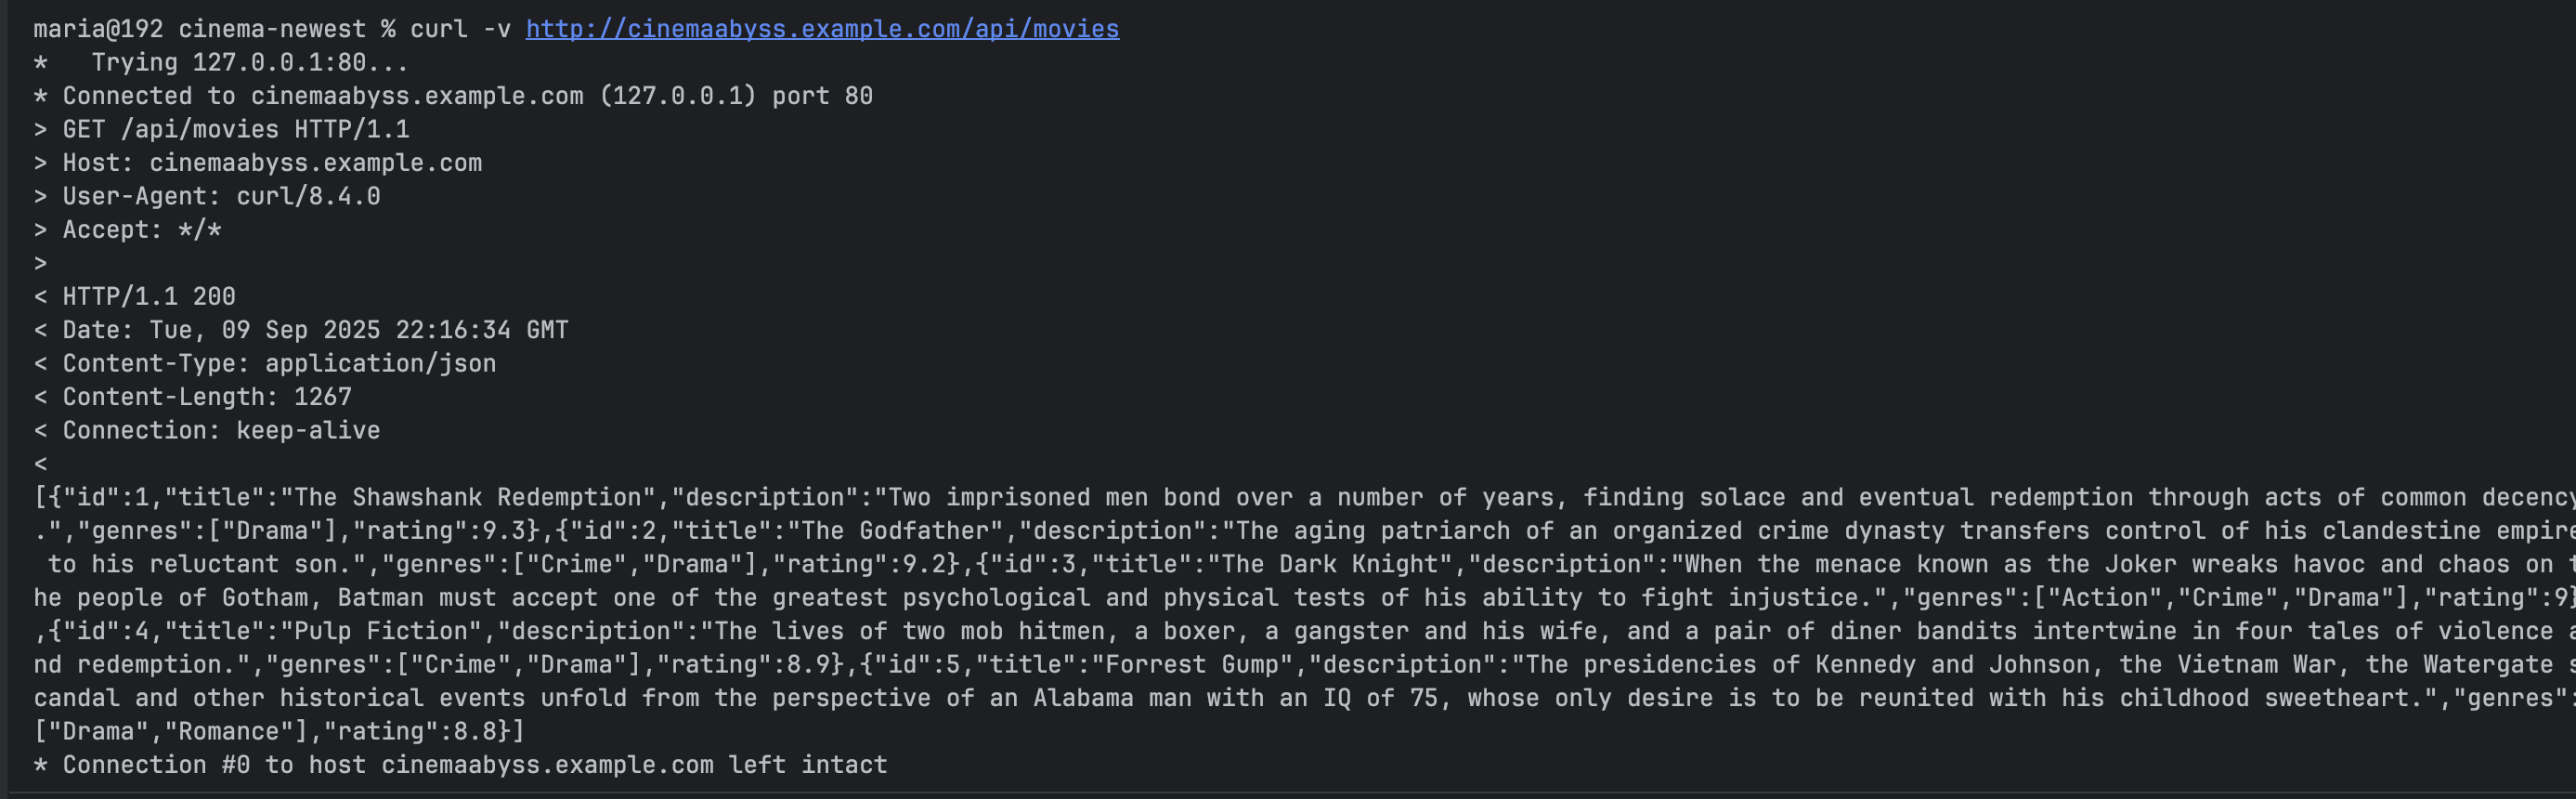 maria@192 cinema-newest % curl -v http://cinemaabyss.example.com/api/movies
*   Trying 127.0.0.1:80...
* Connected to cinemaabyss.example.com (127.0.0.1) port 80
> GET /api/movies HTTP/1.1
> Host: cinemaabyss.example.com
> User-Agent: curl/8.4.0
> Accept: */*
>
< HTTP/1.1 200
< Date: Tue, 09 Sep 2025 22:16:34 GMT
< Content-Type: application/json
< Content-Length: 1267
< Connection: keep-alive
<
[{"id":1,"title":"The Shawshank Redemption","description":"Two imprisoned men bond over a number of years, finding solace and eventual redemption through acts of common decency
.","genres":["Drama"],"rating":9.3},{"id":2,"title":"The Godfather","description":"The aging patriarch of an organized crime dynasty transfers control of his clandestine empire
 to his reluctant son.","genres":["Crime","Drama"],"rating":9.2},{"id":3,"title":"The Dark Knight","description":"When the menace known as the Joker wreaks havoc and chaos on t
he people of Gotham, Batman must accept one of the greatest psychological and physical tests of his ability to fight injustice.","genres":["Action","Crime","Drama"],"rating":9}
,{"id":4,"title":"Pulp Fiction","description":"The lives of two mob hitmen, a boxer, a gangster and his wife, and a pair of diner bandits intertwine in four tales of violence a
nd redemption.","genres":["Crime","Drama"],"rating":8.9},{"id":5,"title":"Forrest Gump","description":"The presidencies of Kennedy and Johnson, the Vietnam War, the Watergate s
candal and other historical events unfold from the perspective of an Alabama man with an IQ of 75, whose only desire is to be reunited with his childhood sweetheart.","genres":
["Drama","Romance"],"rating":8.8}]
* Connection #0 to host cinemaabyss.example.com left intact